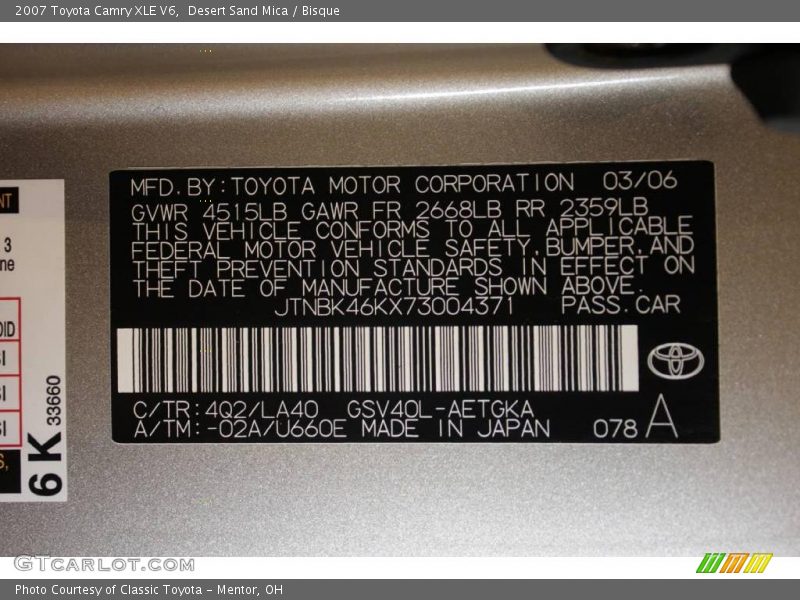 2007 Toyota Camry XLE V6, Desert Sand Mica / Bisque
MFD. BY: TOYOTA MOTOR CORPORATION 03/06
GVWR 4515LB GAWR FR 2668LB RR 2359LB
THIS VEHICLE CONFORMS TO ALL APPLICABLE
FEDERAL MOTOR VEHICLE SAFETY, BUMPER, AND
THEFT PREVENTION STANDARDS IN EFFECT ON
THE DATE OF MANUFACTURE SHOWN ABOVE.
JTNBK46KX73004371 PASS. CAR
C/TR: 4Q2/LA40 GSV40L-AETGKA
A/TM: -02A/U660E MADE IN JAPAN 078 A
3
6K 33660
GTCARLOT.COM
Photo Courtesy of Classic Toyota - Mentor, OH